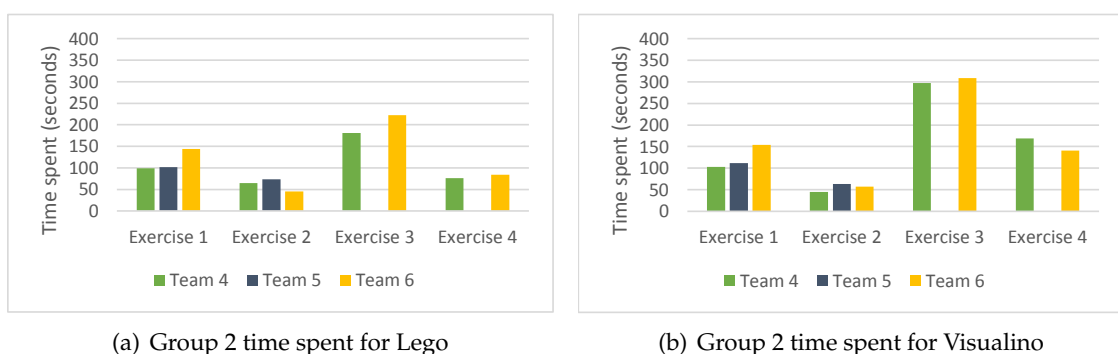 Time spent (seconds)
400
350
300
250
200
150
100
50
0
Exercise 1 Exercise 2 Exercise 3 Exercise 4
Team 4 Team 5 Team 6
(a) Group 2 time spent for Lego
Time spent (seconds)
400
350
300
250
200
150
100
50
0
Exercise 1 Exercise 2 Exercise 3 Exercise 4
Team 4 Team 5 Team 6
(b) Group 2 time spent for Visualino